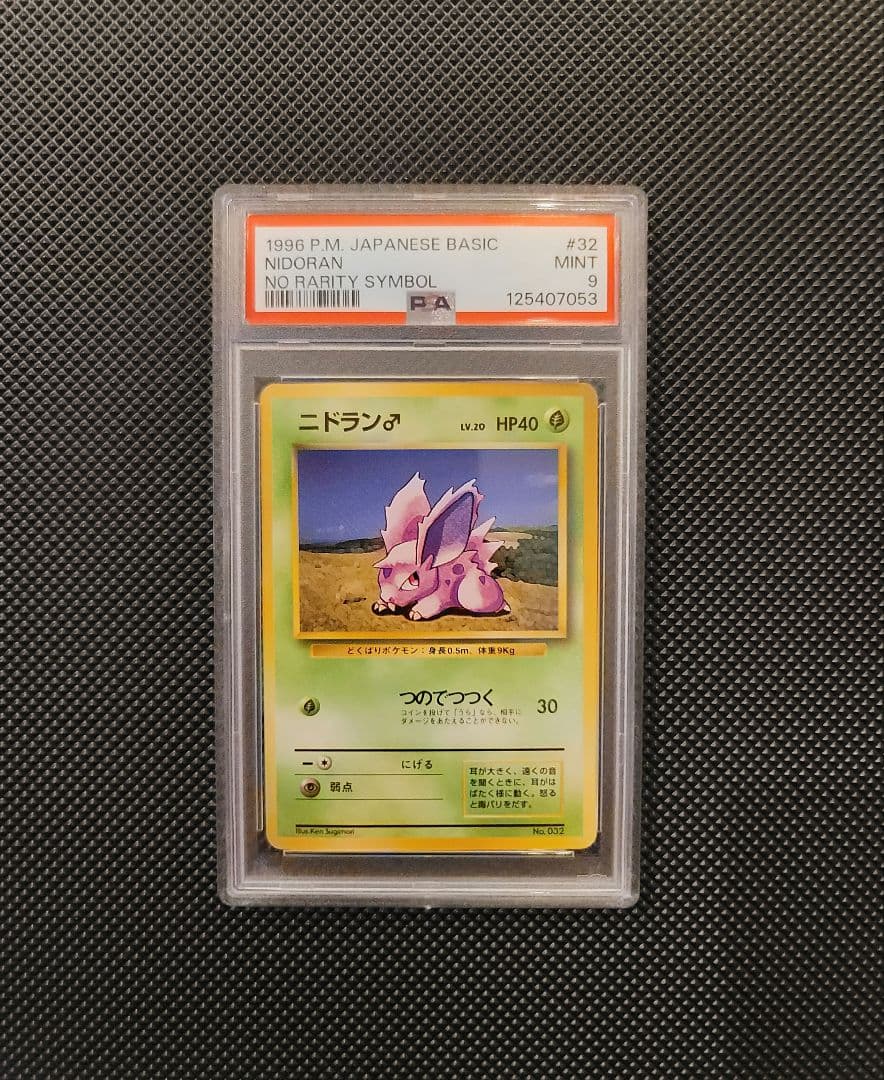 1996 P.M. JAPANESE BASIC #32
NIDORAN MINT
NO RARITY SYMBOL 9
PSA 125407053
ニドラン♂ LV.20 HP40
どくばりポケモン:身長0.5m、体重9Kg
つのでつつく 30
コインを投げて「うら」なら、相手に
ダメージをあたえることができない。
にげる
弱点
耳が大きく、遠くの音
を聞くときに、耳がは
ばたく様に動く。怒る
と毒バリをだす。
Illus.Ken Sugimori No. 032